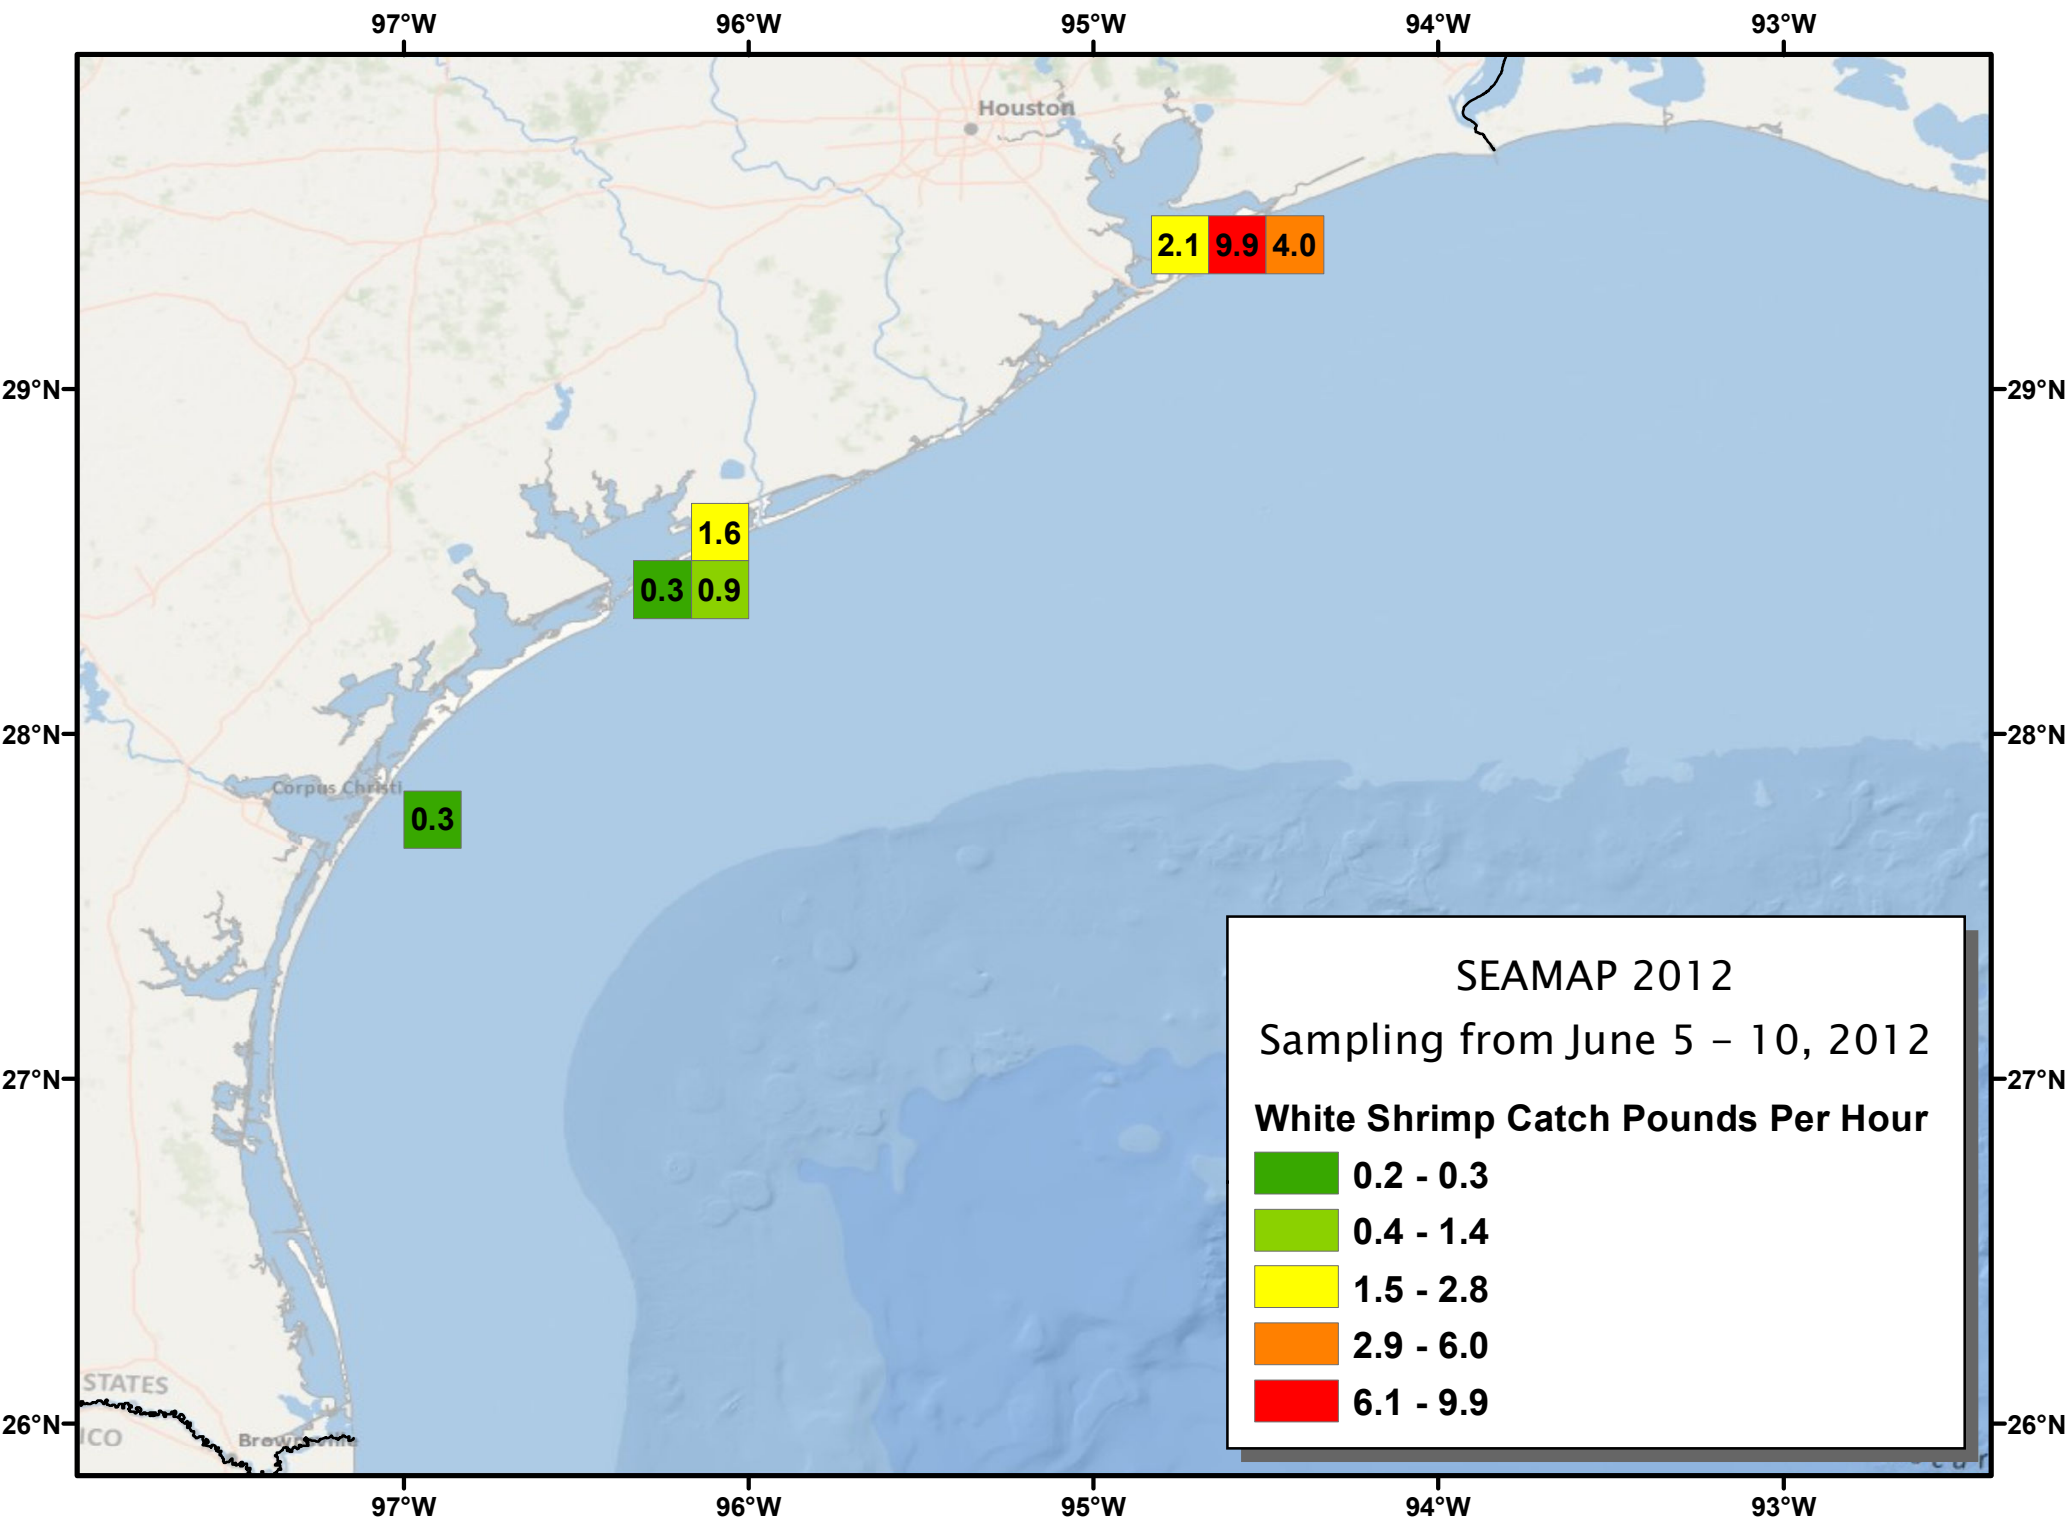 97°W 96°W 95°W 94°W 93°W
Houston
2.1 9.9 4.0
29°N 29°N
1.6
0.3 0.9
28°N 28°N
Corpus Christi
0.3
SEAMAP 2012
Sampling from June 5 – 10, 2012
27°N 27°N
White Shrimp Catch Pounds Per Hour
0.2 - 0.3
0.4 - 1.4
1.5 - 2.8
2.9 - 6.0
STATES
6.1 - 9.9
26°N 26°N
ICO
Brownsville
97°W 96°W 95°W 94°W 93°W